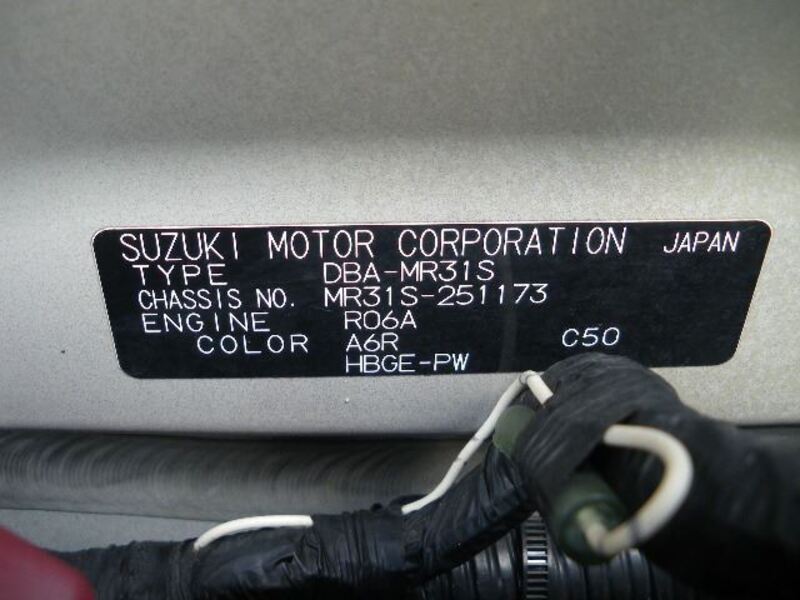 SUZUKI MOTOR CORPORATION JAPAN
TYPE DBA-MR31S
CHASSIS NO. MR31S-251173
ENGINE R06A
COLOR A6R C50
HBGE-PW